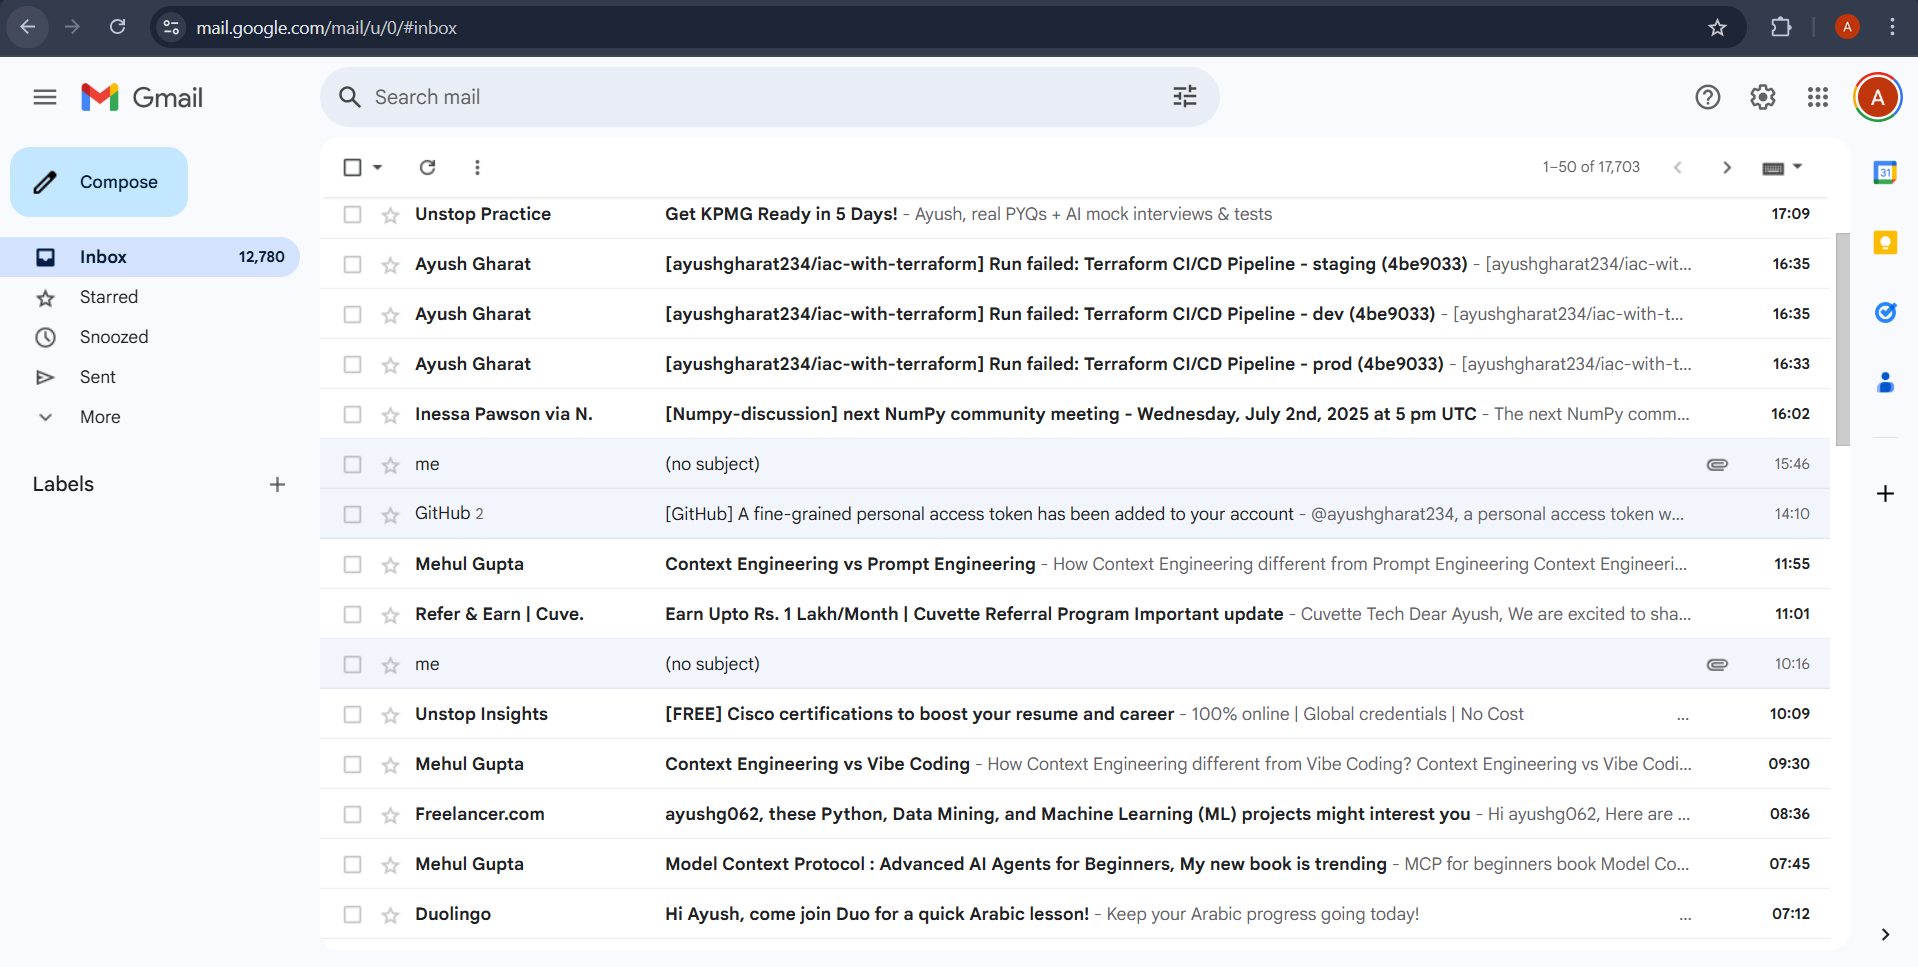 mail.google.com/mail/u/0/#inbox
A
Gmail
Search mail
A
Compose
1–50 of 17,703
31
Inbox 12,780
Starred
Snoozed
Sent
More
Labels
Unstop Practice Get KPMG Ready in 5 Days! - Ayush, real PYQs + AI mock interviews & tests 17:09
Ayush Gharat [ayushgharat234/iac-with-terraform] Run failed: Terraform CI/CD Pipeline - staging (4be9033) - [ayushgharat234/iac-wit... 16:35
Ayush Gharat [ayushgharat234/iac-with-terraform] Run failed: Terraform CI/CD Pipeline - dev (4be9033) - [ayushgharat234/iac-with-t... 16:35
Ayush Gharat [ayushgharat234/iac-with-terraform] Run failed: Terraform CI/CD Pipeline - prod (4be9033) - [ayushgharat234/iac-with-t... 16:33
Inessa Pawson via N. [Numpy-discussion] next NumPy community meeting - Wednesday, July 2nd, 2025 at 5 pm UTC - The next NumPy comm... 16:02
me (no subject) 15:46
GitHub 2 [GitHub] A fine-grained personal access token has been added to your account - @ayushgharat234, a personal access token w... 14:10
Mehul Gupta Context Engineering vs Prompt Engineering - How Context Engineering different from Prompt Engineering Context Engineeri... 11:55
Refer & Earn | Cuve. Earn Upto Rs. 1 Lakh/Month | Cuvette Referral Program Important update - Cuvette Tech Dear Ayush, We are excited to sha... 11:01
me (no subject) 10:16
Unstop Insights [FREE] Cisco certifications to boost your resume and career - 100% online | Global credentials | No Cost ... 10:09
Mehul Gupta Context Engineering vs Vibe Coding - How Context Engineering different from Vibe Coding? Context Engineering vs Vibe Codi... 09:30
Freelancer.com ayushg062, these Python, Data Mining, and Machine Learning (ML) projects might interest you - Hi ayushg062, Here are ... 08:36
Mehul Gupta Model Context Protocol : Advanced AI Agents for Beginners, My new book is trending - MCP for beginners book Model Co... 07:45
Duolingo Hi Ayush, come join Duo for a quick Arabic lesson! - Keep your Arabic progress going today! ... 07:12